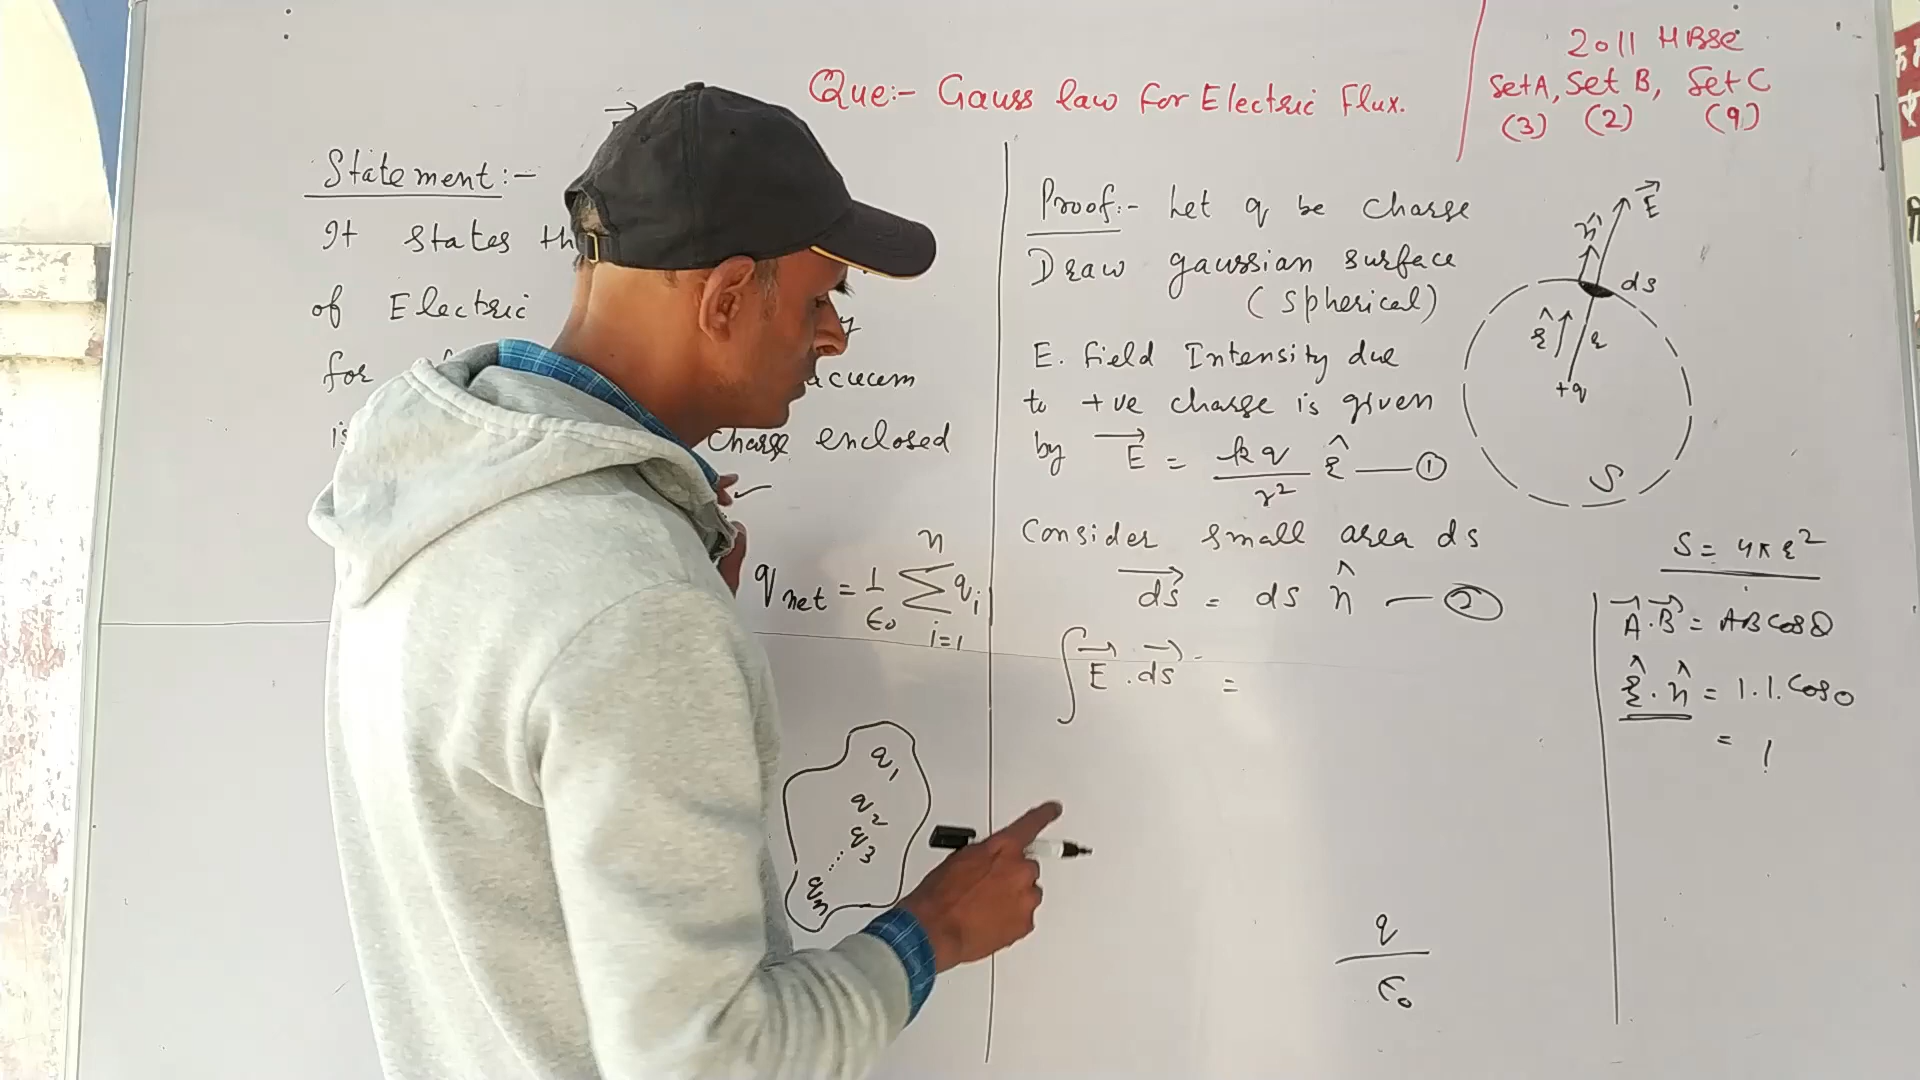 Que:- Gauss law for Electric Flux.
2011 HBSE
Set A, Set B, Set C
(3) (2) (9)
Statement:-
It states
of Electric
for
charge enclosed
q net = 1/ϵ₀ Σ i=1 n qᵢ
q₁
q₂
q₃
.....
qₙ
Proof:- Let q be charge
Draw gaussian surface
(Spherical)
E. field Intensity due
to +ve charge is given
by E⃗ = kq/r² r̂ — ①
Consider small area ds
ds⃗ = ds n̂ — ②
∫E⃗.ds⃗ =
q/ϵ₀
E⃗
n̂
ds
r̂ r
+q
S
S = 4πr²
A⃗.B⃗ = AB cosθ
r̂.n̂ = 1.1.cos0
= 1